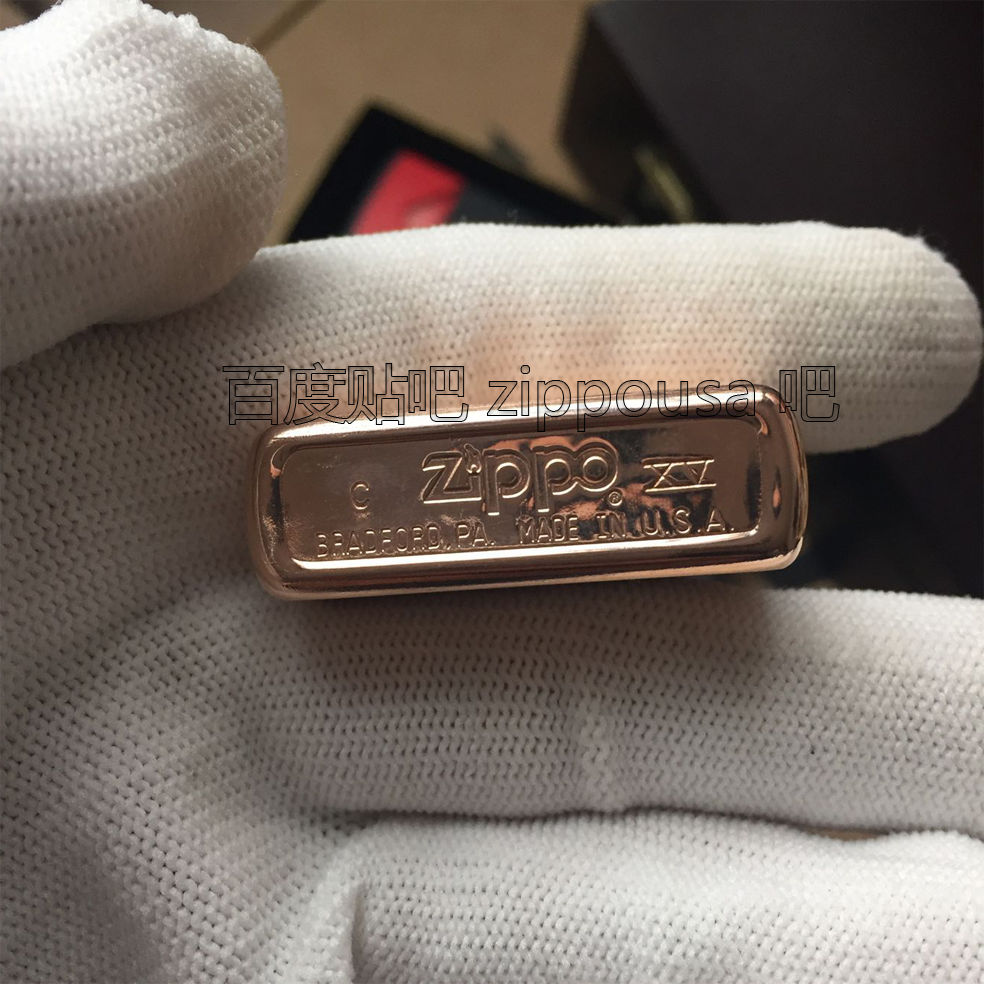 百度贴吧 zippousa 吧
C zippo® XV
BRADFORD, PA. MADE IN U.S.A.